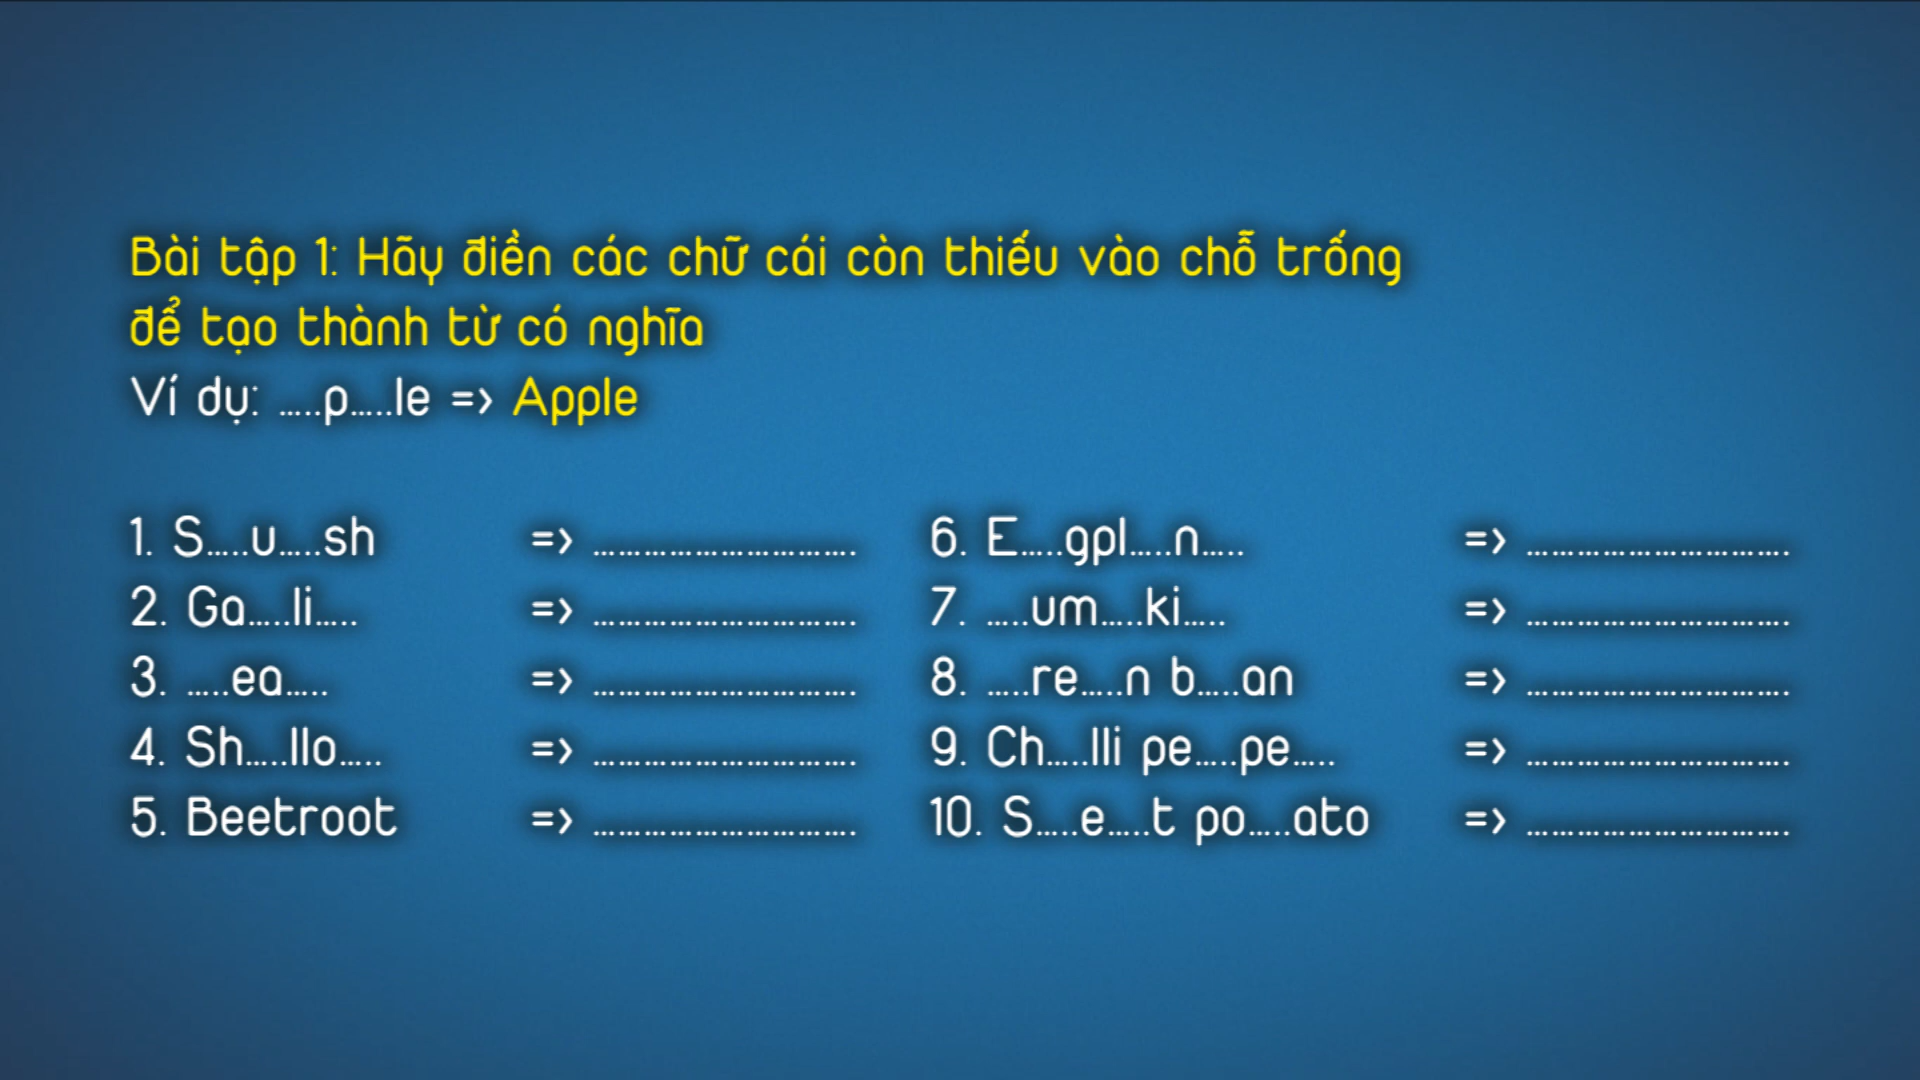 Bài tập 1: Hãy điền các chữ cái còn thiếu vào chỗ trống
để tạo thành từ có nghĩa
Ví dụ: .....p.....le => Apple
1. S.....u.....sh => ...............................
2. Ga.....li..... => ...............................
3. .....ea..... => ...............................
4. Sh.....llo..... => ...............................
5. Beetroot => ...............................
6. E.....gpl.....n..... => ...............................
7. .....um.....ki..... => ...............................
8. .....re.....n b.....an => ...............................
9. Ch.....lli pe.....pe..... => ...............................
10. S.....e.....t po.....ato => ...............................